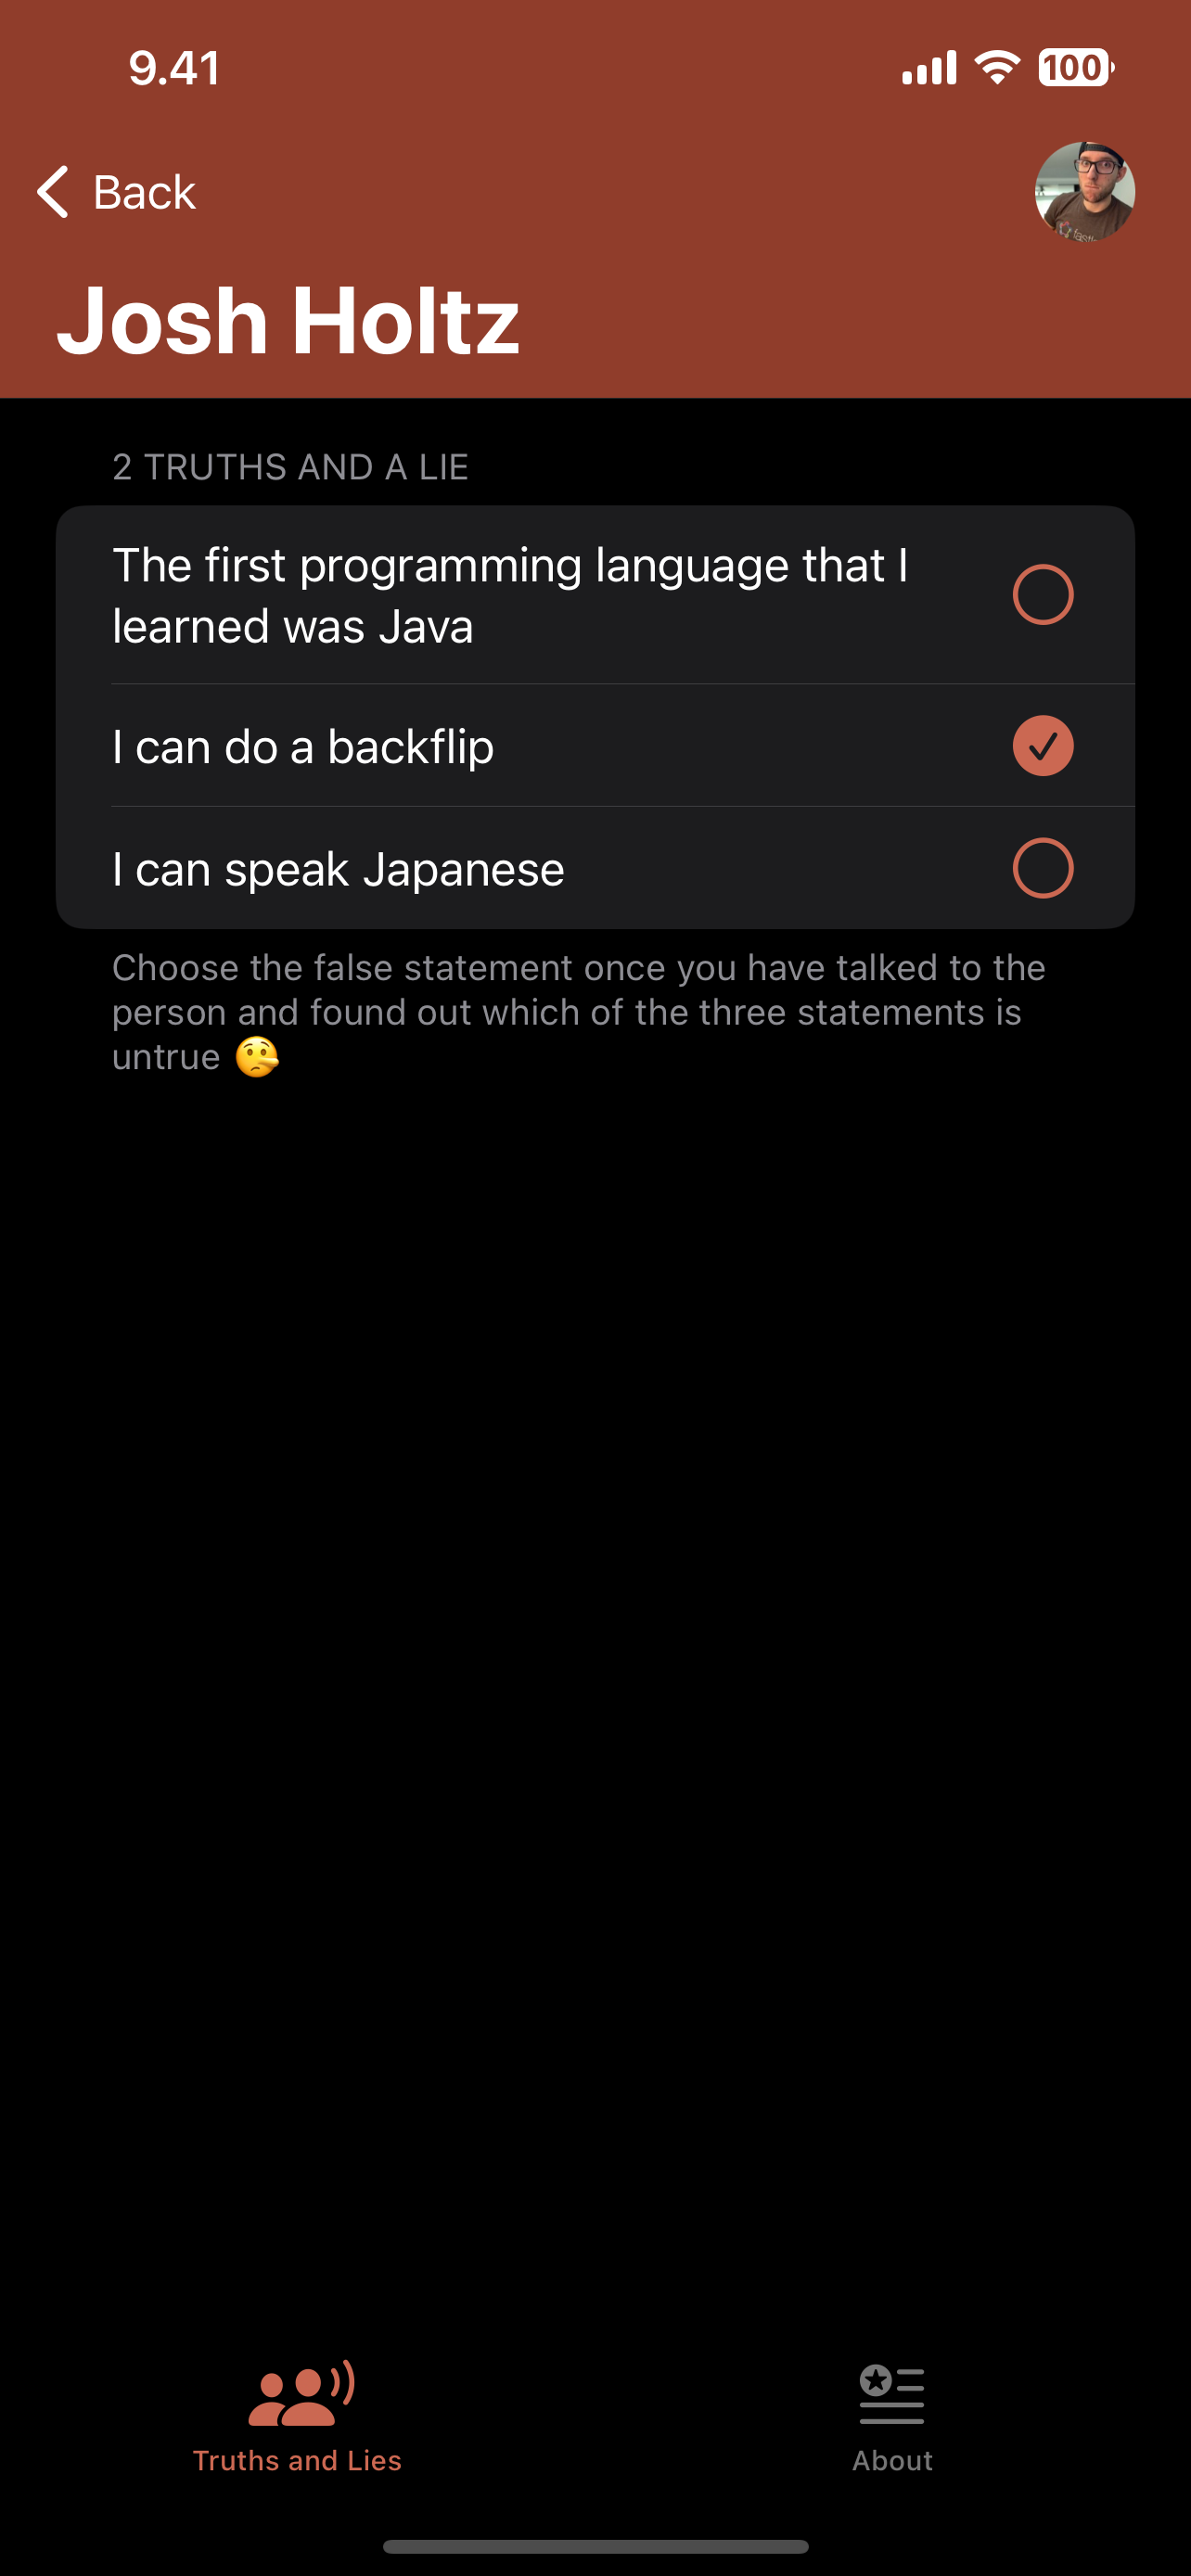 9.41
100
Back
Josh Holtz
2 TRUTHS AND A LIE
The first programming language that I
learned was Java
I can do a backflip
I can speak Japanese
Choose the false statement once you have talked to the
person and found out which of the three statements is
untrue 🤥
Truths and Lies
About